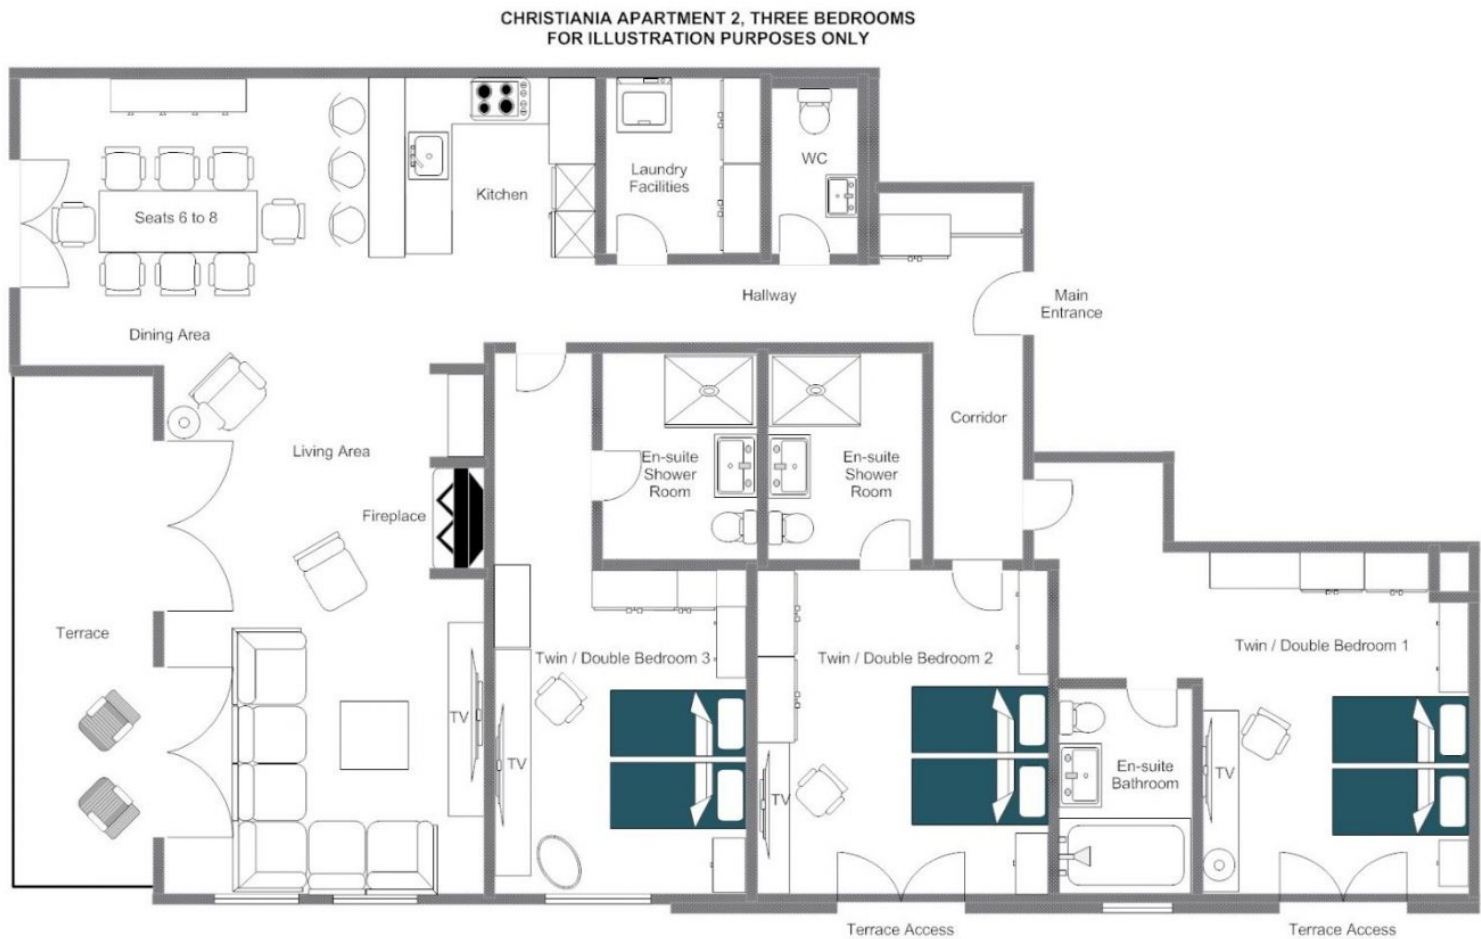 CHRISTIANIA APARTMENT 2, THREE BEDROOMS
FOR ILLUSTRATION PURPOSES ONLY
WC
Laundry
Facilities
Kitchen
Seats 6 to 8
Hallway
Main
Entrance
Dining Area
Corridor
Living Area
En-suite
Shower
Room
En-suite
Shower
Room
Fireplace
Terrace
Twin / Double Bedroom 3
Twin / Double Bedroom 2
Twin / Double Bedroom 1
TV
TV
TV
En-suite
Bathroom
TV
Terrace Access
Terrace Access